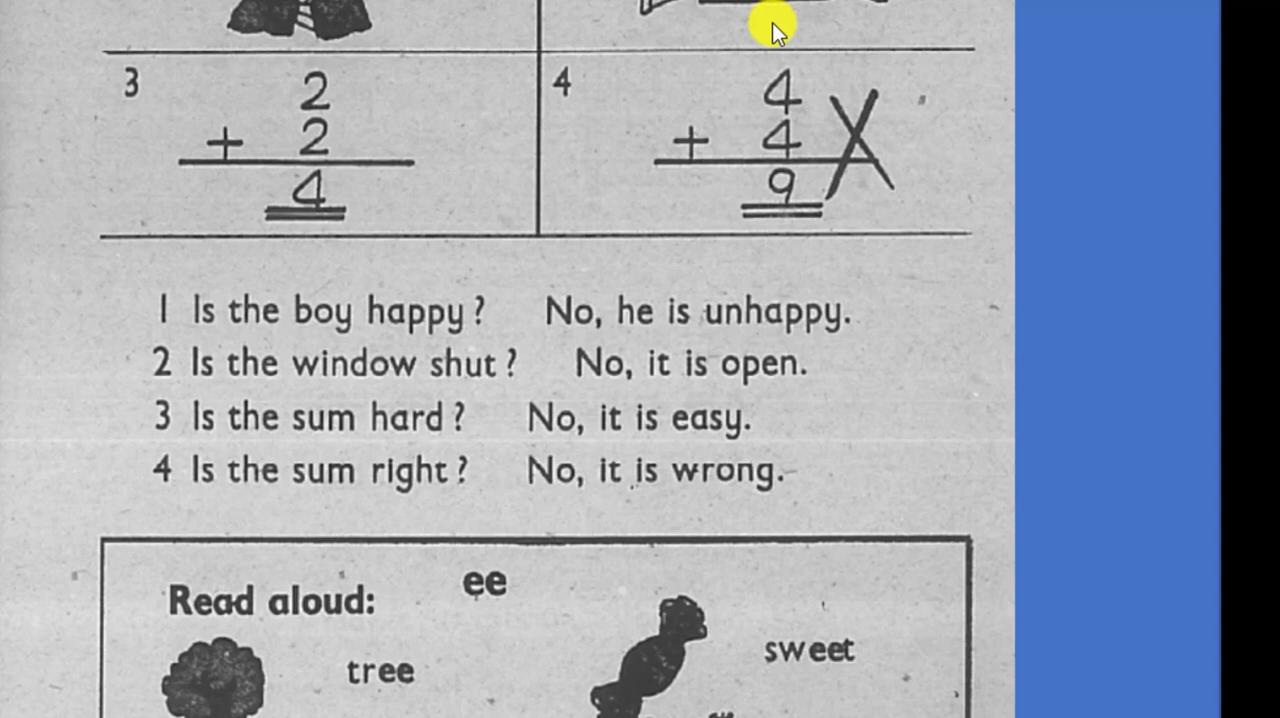 3
2
+ 2
4
4
4
+ 4 X
9
1 Is the boy happy? No, he is unhappy.
2 Is the window shut? No, it is open.
3 Is the sum hard? No, it is easy.
4 Is the sum right? No, it is wrong.
Read aloud: ee
tree
sweet